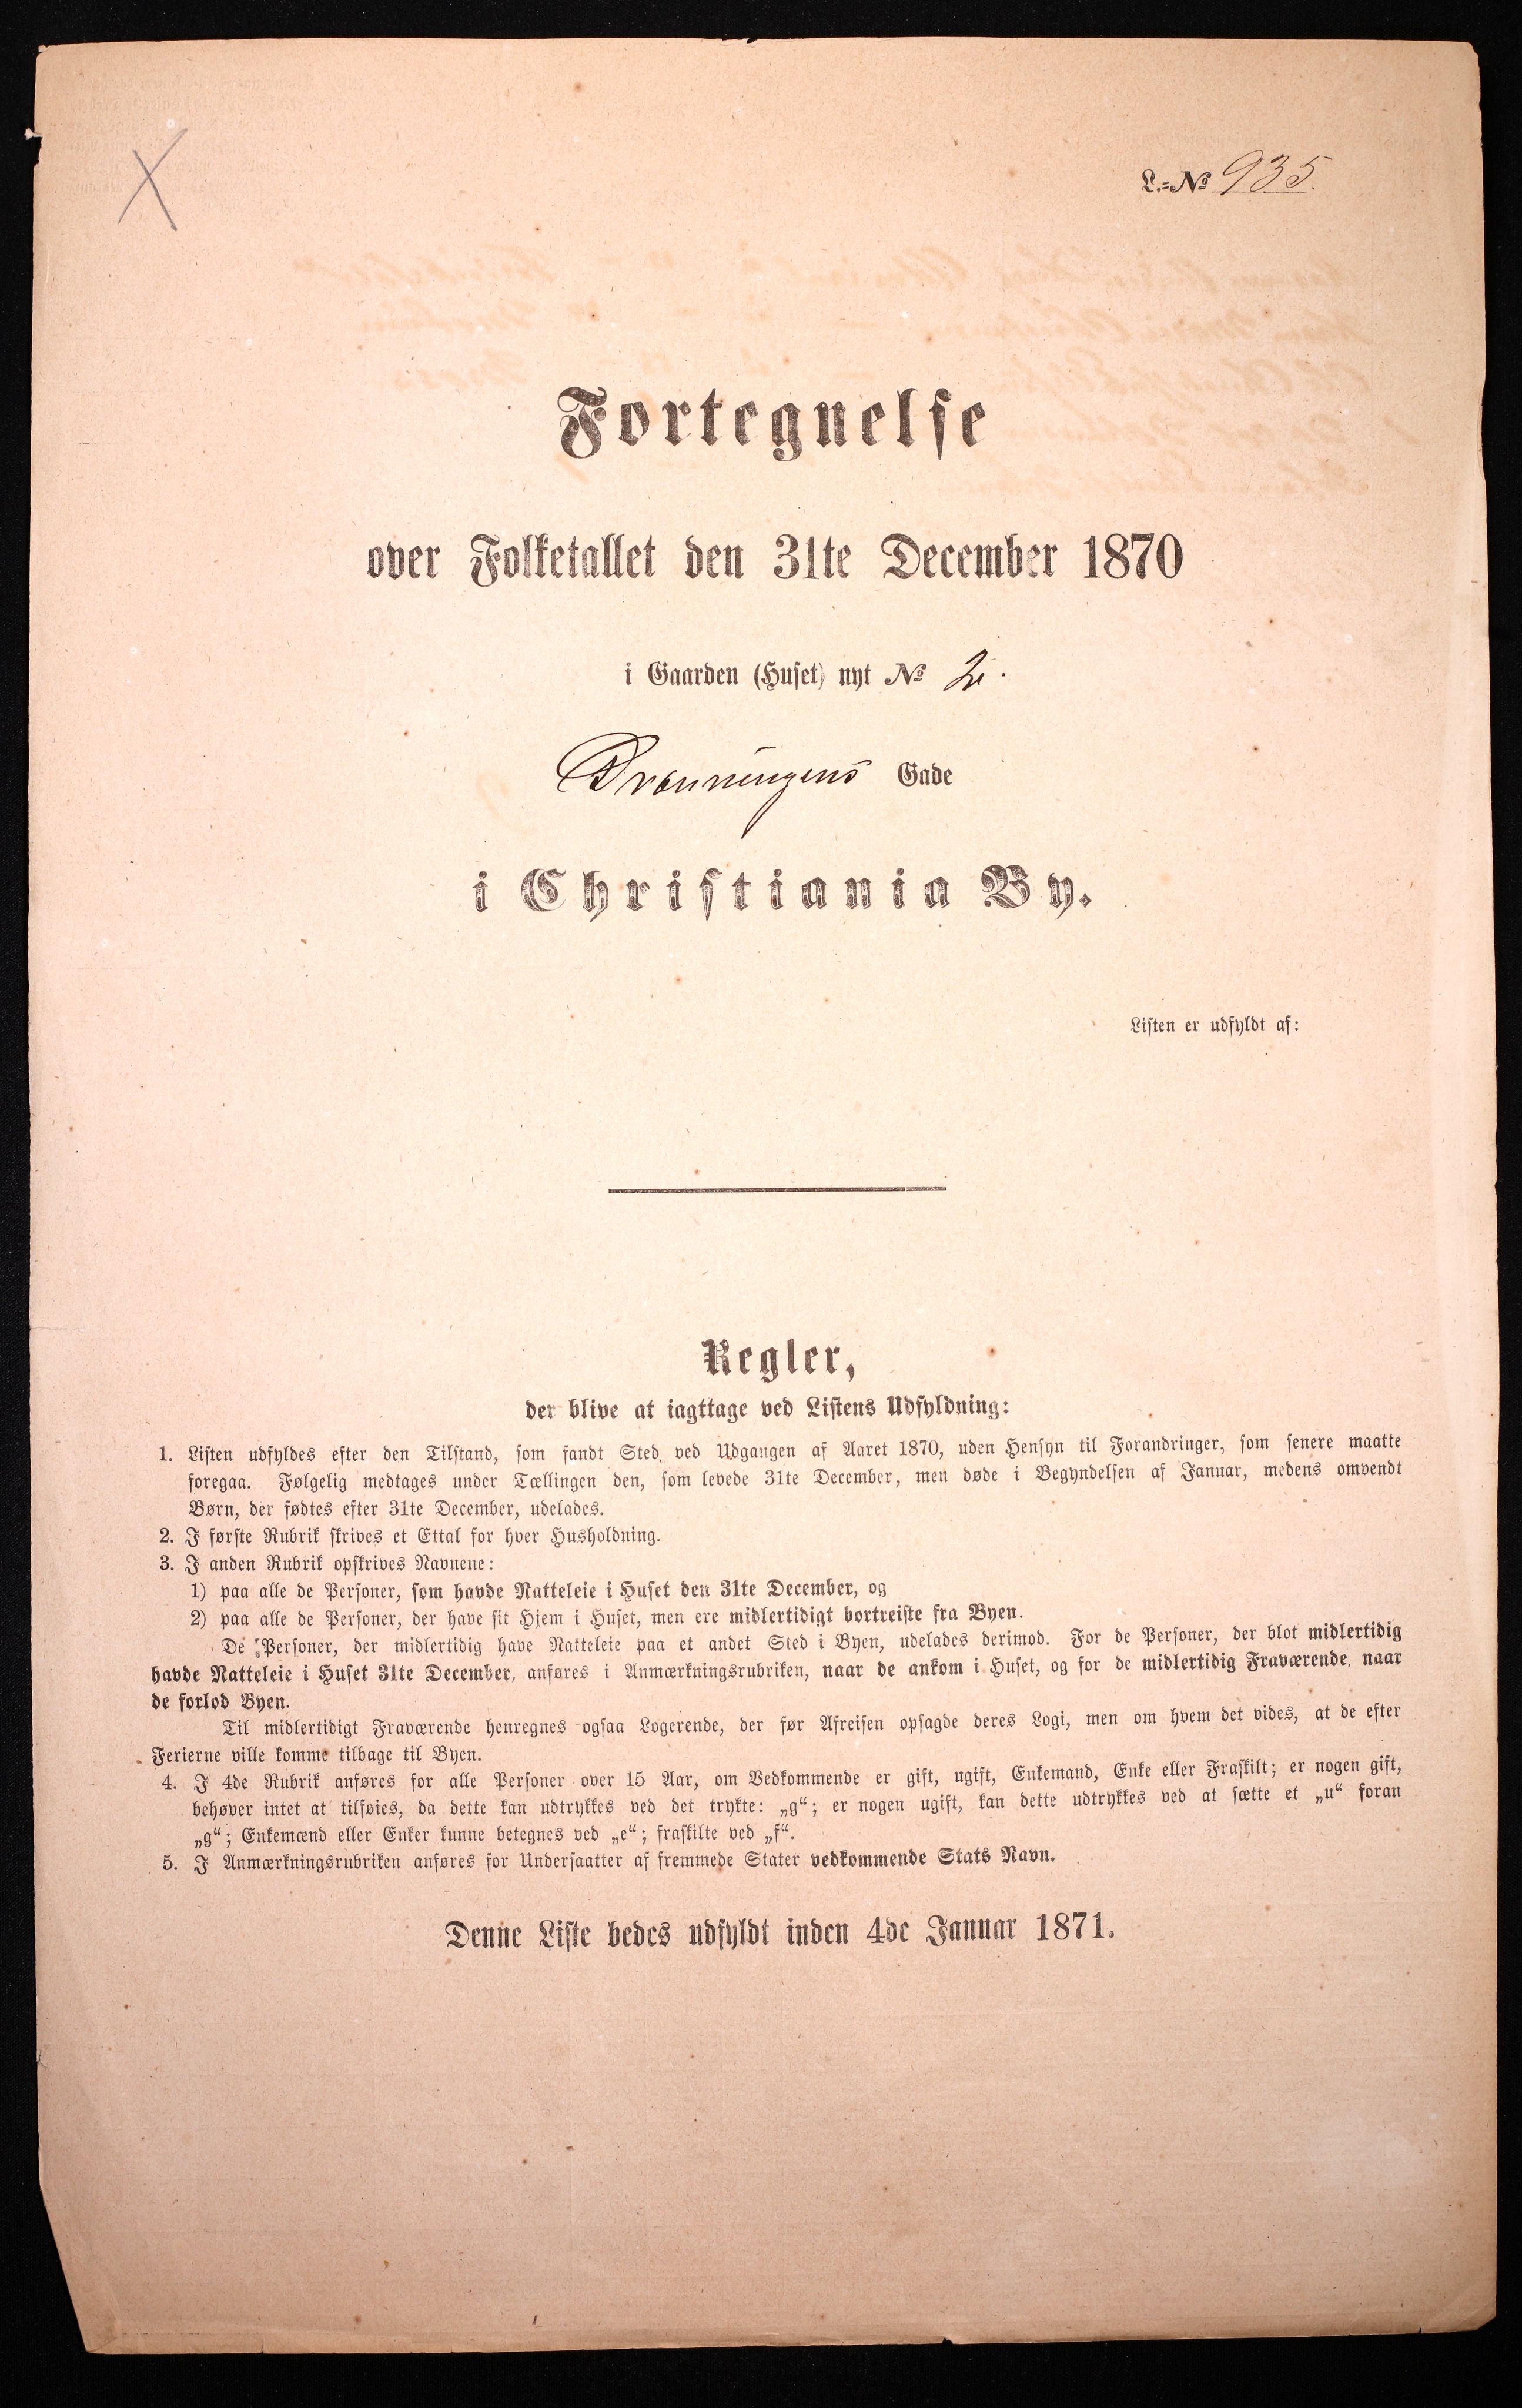 L.=№ 935.
Fortegnelse
over Folketallet den 31te December 1870
i Gaarden (Huset) nyt № 2.
Dronningens Gade
i Christiania By.
Listen er udfyldt af:
Regler,
der blive at iagttage ved Listens Udfyldning:
1. Listen udfyldes efter den Tilstand, som fandt Sted ved Udgangen af Aaret 1870, uden Hensyn til Forandringer, som senere maatte
foregaa. Følgelig medtages under Tællingen den, som levede 31te December, men døde i Begyndelsen af Januar, medens omvendt
Børn, der fødtes efter 31te December, udelades.
2. I første Rubrik skrives et Ettal for hver Husholdning.
3. I anden Rubrik opskrives Navnene:
1) paa alle de Personer, som havde Natteleie i Huset den 31te December, og
2) paa alle de Personer, der have sit Hjem i Huset, men ere midlertidigt bortreiste fra Byen.
De Personer, der midlertidig have Natteleie paa et andet Sted i Byen, udelades derimod. For de Personer, der blot midlertidig
havde Natteleie i Huset 31te December, anføres i Anmærkningsrubriken, naar de ankom i Huset, og for de midlertidig Fraværende, naar
de forlod Byen.
Til midlertidigt Fraværende henregnes ogsaa Logerende, der før Afreisen opsagde deres Logi, men om hvem det vides, at de efter
Ferierne ville komme tilbage til Byen.
4. I 4de Rubrik anføres for alle Personer over 15 Aar, om Vedkommende er gift, ugift, Enkemand, Enke eller Fraskilt; er nogen gift,
behøver intet at tilføies, da dette kan udtrykkes ved det trykte: „g“; er nogen ugift, kan dette udtrykkes ved at sætte et „u“ foran
„g“; Enkemænd eller Enker kunne betegnes ved „e“; fraskilte ved „f“.
5. I Anmærkningsrubriken anføres for Undersaatter af fremmede Stater vedkommende Stats Navn.
Denne Liste bedes udfyldt inden 4de Januar 1871.